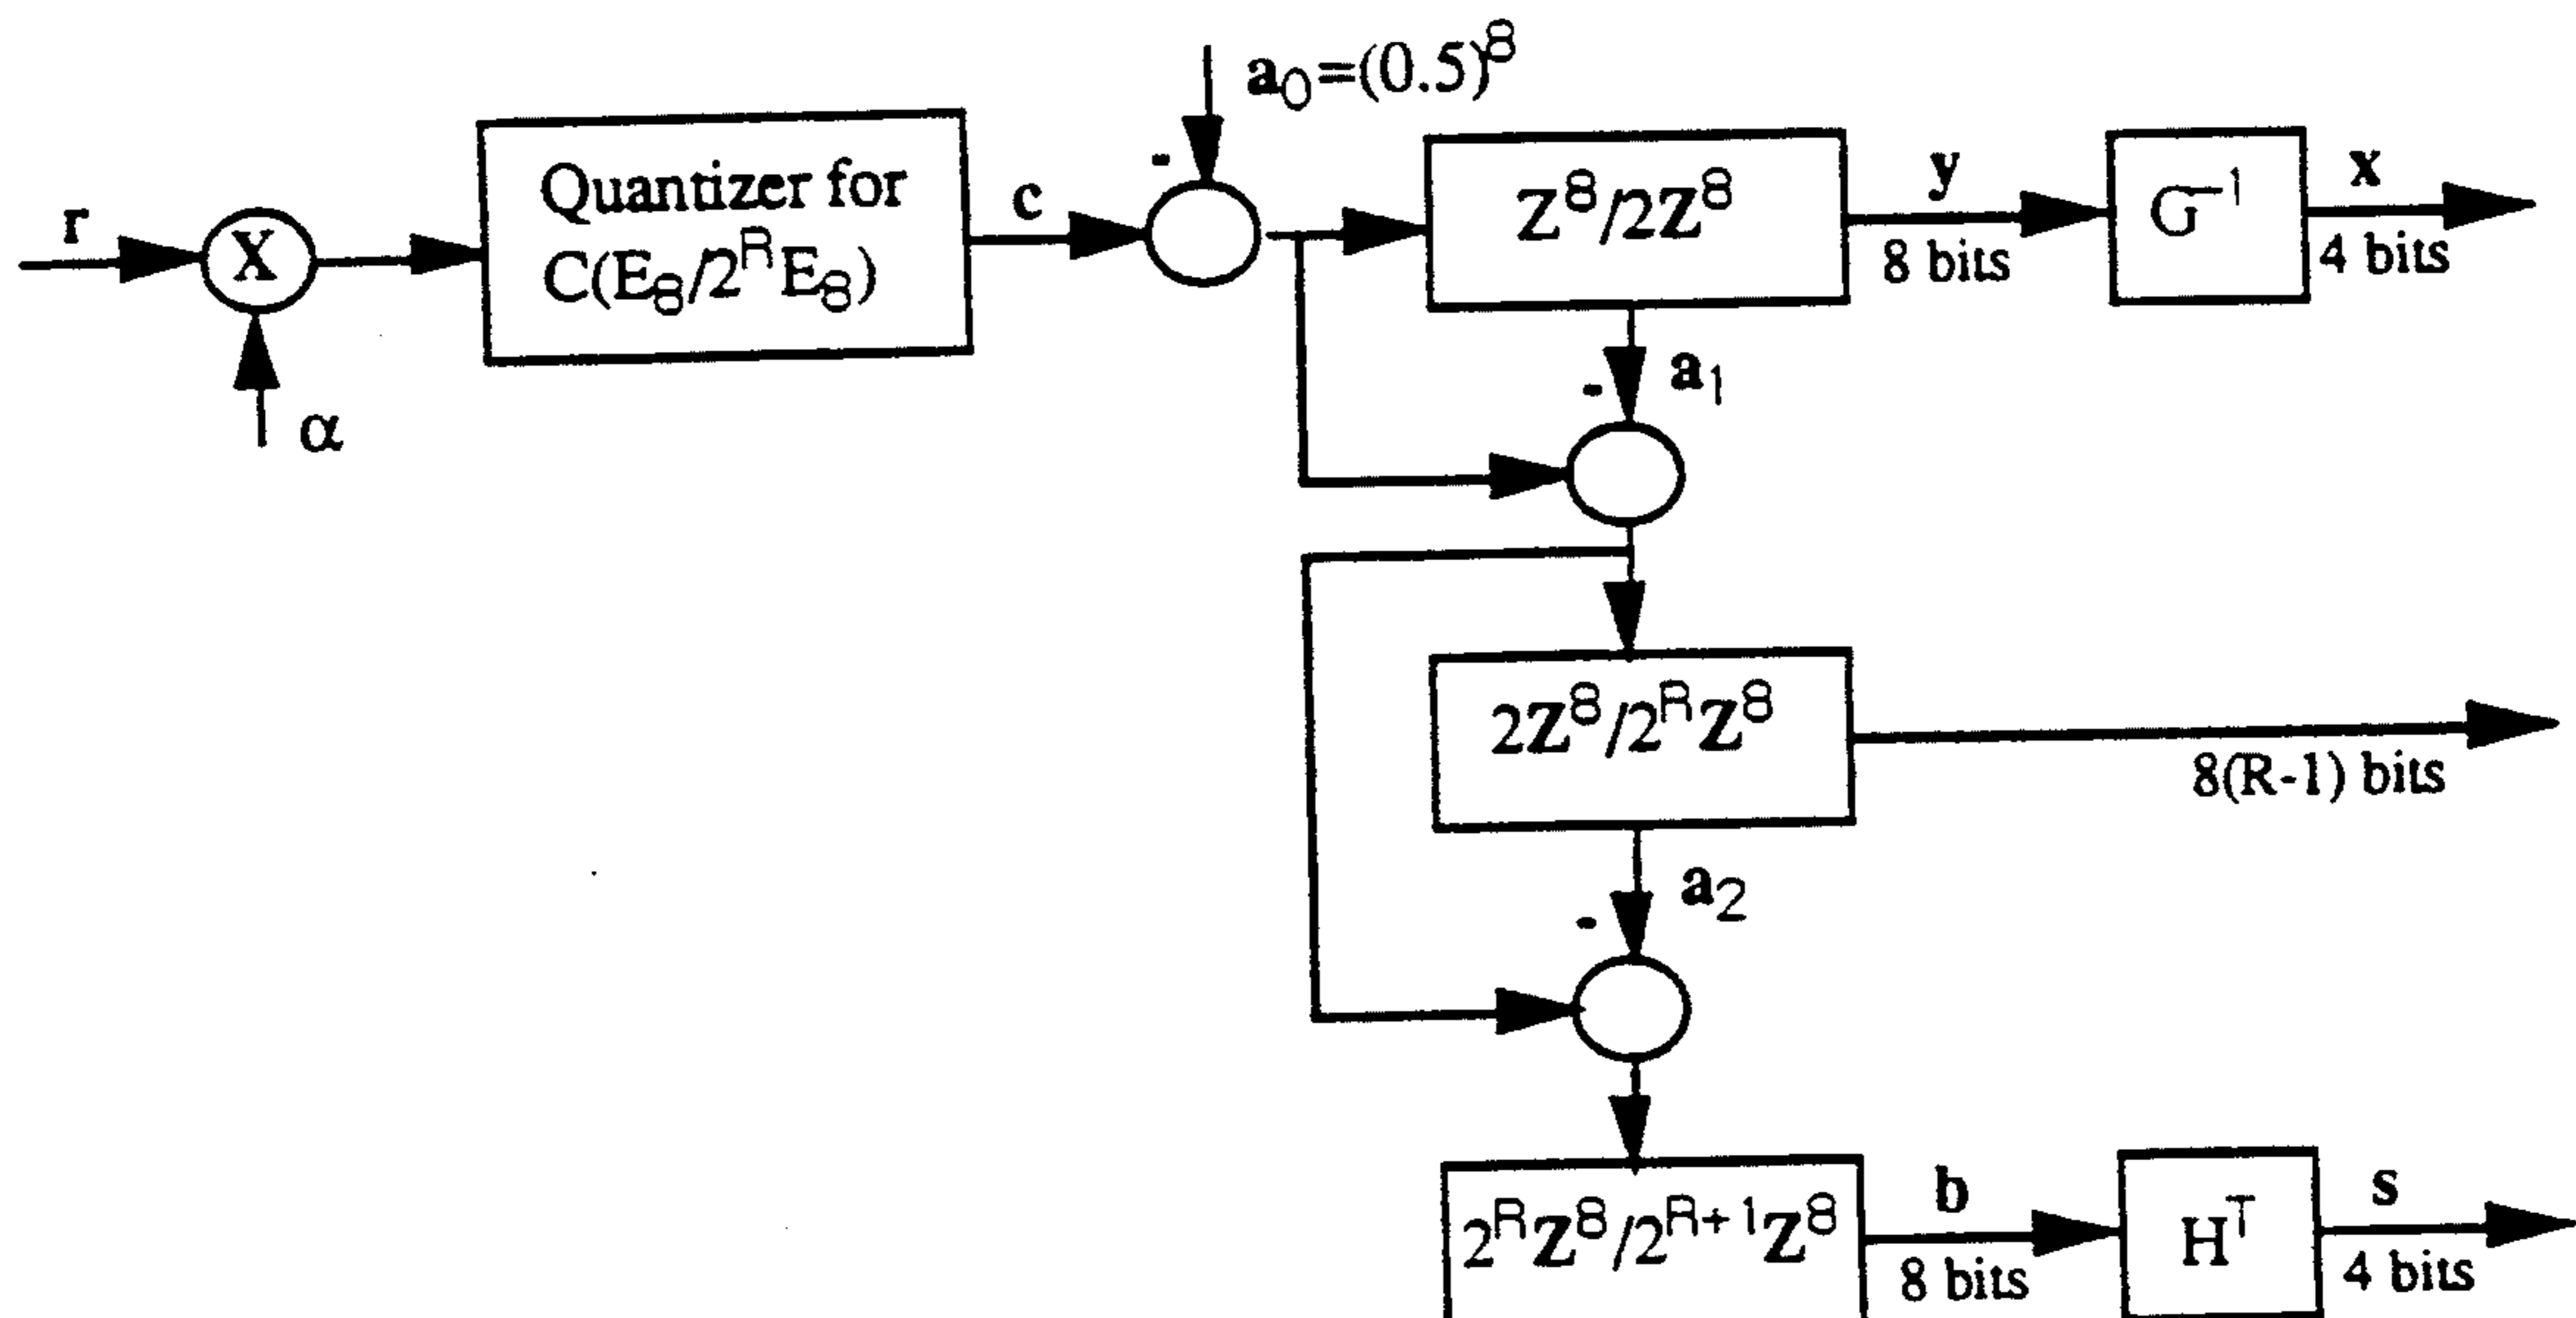 r
X
α
Quantizer for
C(E₈/2ᴿE₈)
c
-
a₀=(0.5)⁸
Z⁸/2Z⁸
y
8 bits
G⁻¹
x
4 bits
-
a₁
2Z⁸/2ᴿZ⁸
8(R-1) bits
-
a₂
2ᴿZ⁸/2ᴿ⁺¹Z⁸
b
8 bits
Hᵀ
s
4 bits